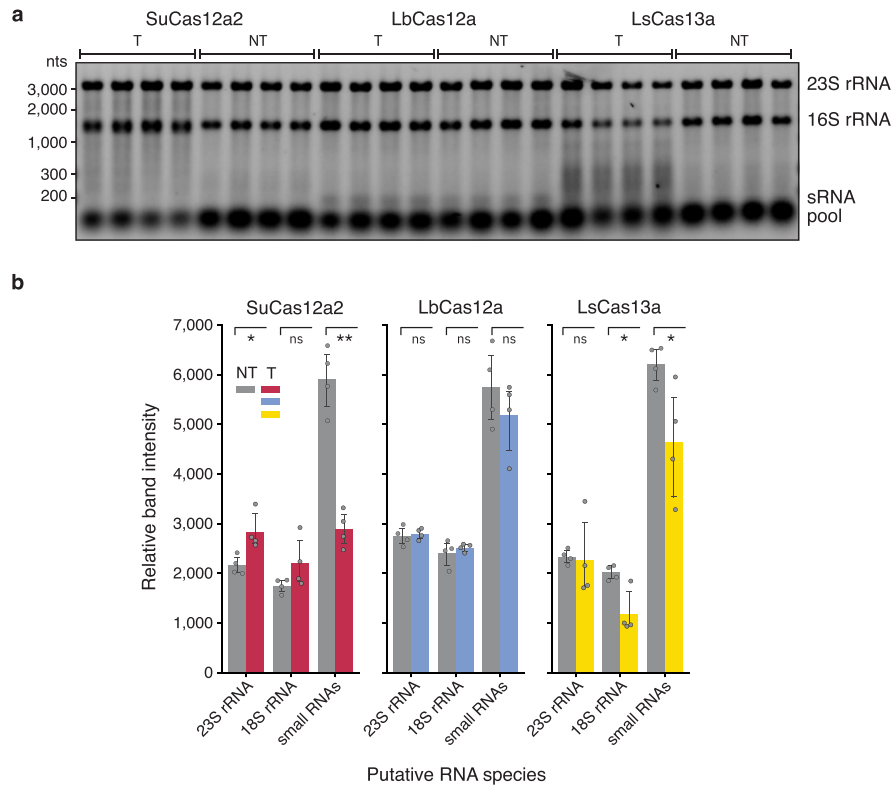 a
SuCas12a2 LbCas12a LsCas13a
T NT T NT T NT
nts
3,000
2,000
1,000
300
200
23S rRNA
16S rRNA
sRNA
pool
b
SuCas12a2 LbCas12a LsCas13a
* ns ** ns ns ns ns * *
NT T
7,000
6,000
5,000
4,000
3,000
2,000
1,000
0
Relative band intensity
23S rRNA 18S rRNA small RNAs 23S rRNA 18S rRNA small RNAs 23S rRNA 18S rRNA small RNAs
Putative RNA species